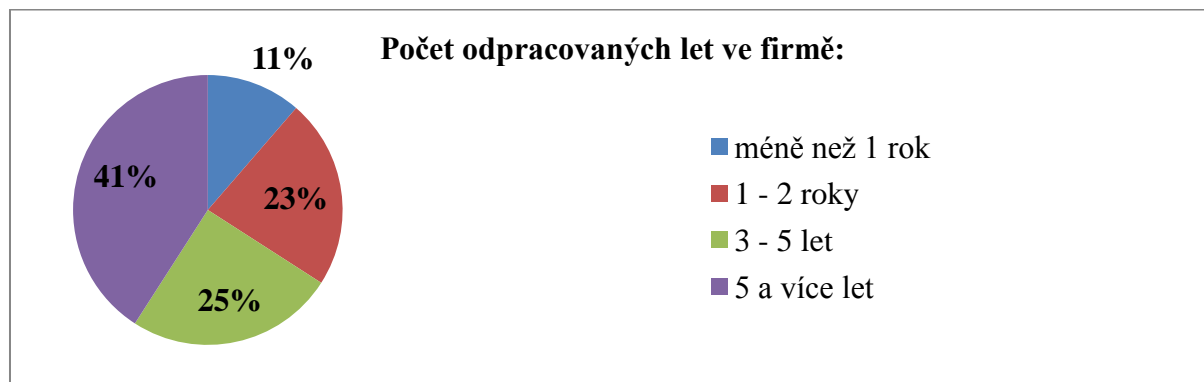 Počet odpracovaných let ve firmě:
11%
41%
23%
25%
méně než 1 rok
1 - 2 roky
3 - 5 let
5 a více let